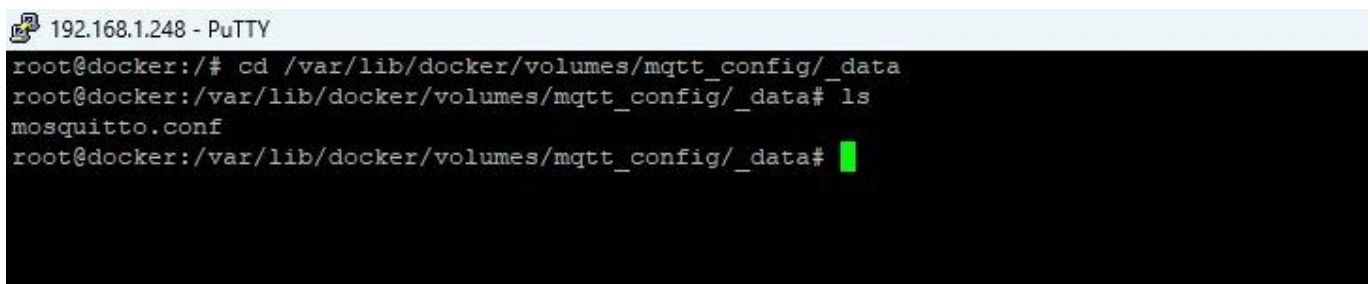 192.168.1.248 - PuTTY
root@docker:/# cd /var/lib/docker/volumes/mqtt_config/_data
root@docker:/var/lib/docker/volumes/mqtt_config/_data# ls
mosquitto.conf
root@docker:/var/lib/docker/volumes/mqtt_config/_data#